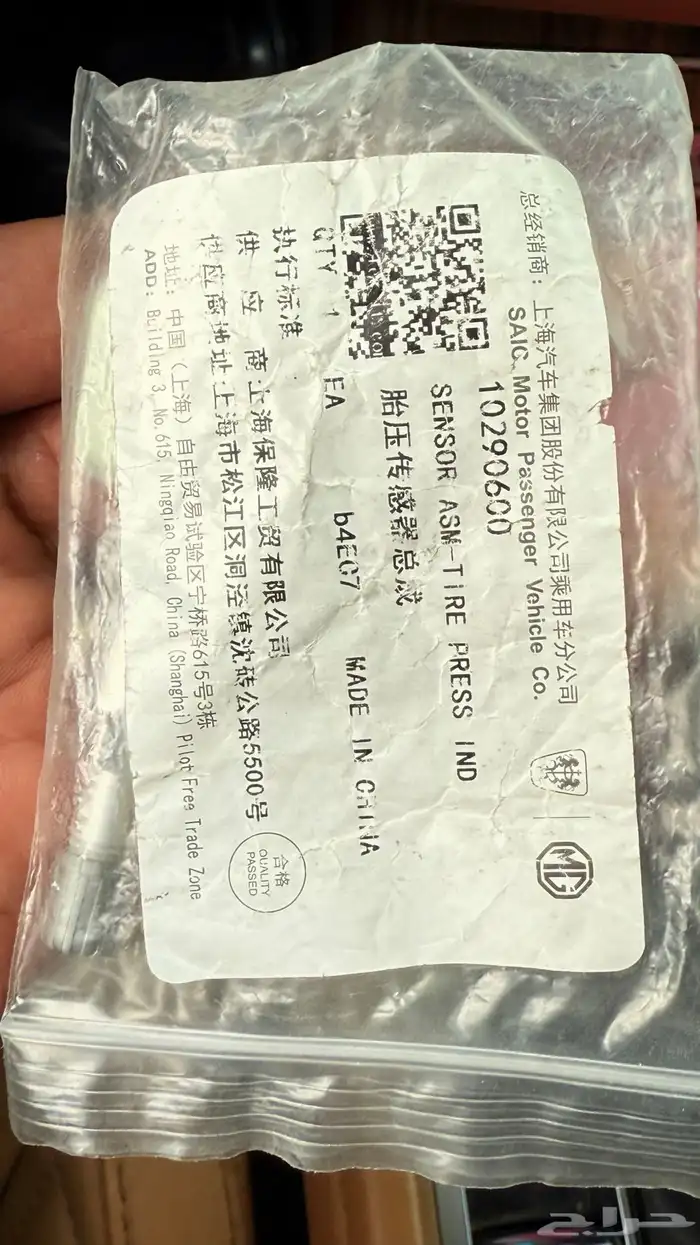 总经销商：上海汽车集团股份有限公司乘用车分公司
SAIC Motor Passenger Vehicle Co.
MG
10290600
SENSOR ASM-TIRE PRESS IND
胎压传感器总成
QTY 1 EA b4EG7 MADE IN CHINA
执行标准
供 应 商 上海保隆工贸有限公司
供应商地址 上海市松江区洞泾镇沈砖公路5500号
合格
QUALITY
PASSED
地址：中国（上海）自由贸易试验区宁桥路615号3栋
ADD: Building 3, No.615, Ningqiao Road, China (Shanghai) Pilot Free Trade Zone
حراج